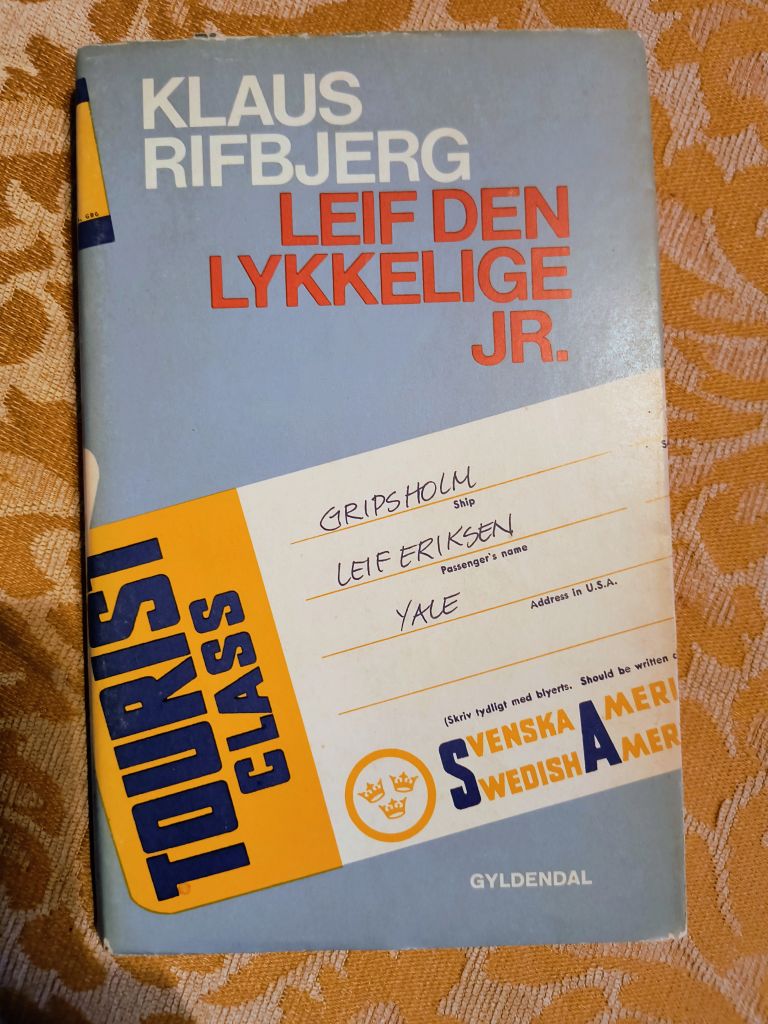 KLAUS
RIFBJERG
LEIF DEN
LYKKELIGE
JR.
GRIPSHOLM
Ship
LEIF ERIKSEN
Passenger's name
YALE
Address in U.S.A.
(Skriv tydligt med blyerts. Should be written
SVENSKA AMERI
SWEDISH AMER
TOURIST
CLASS
GYLDENDAL